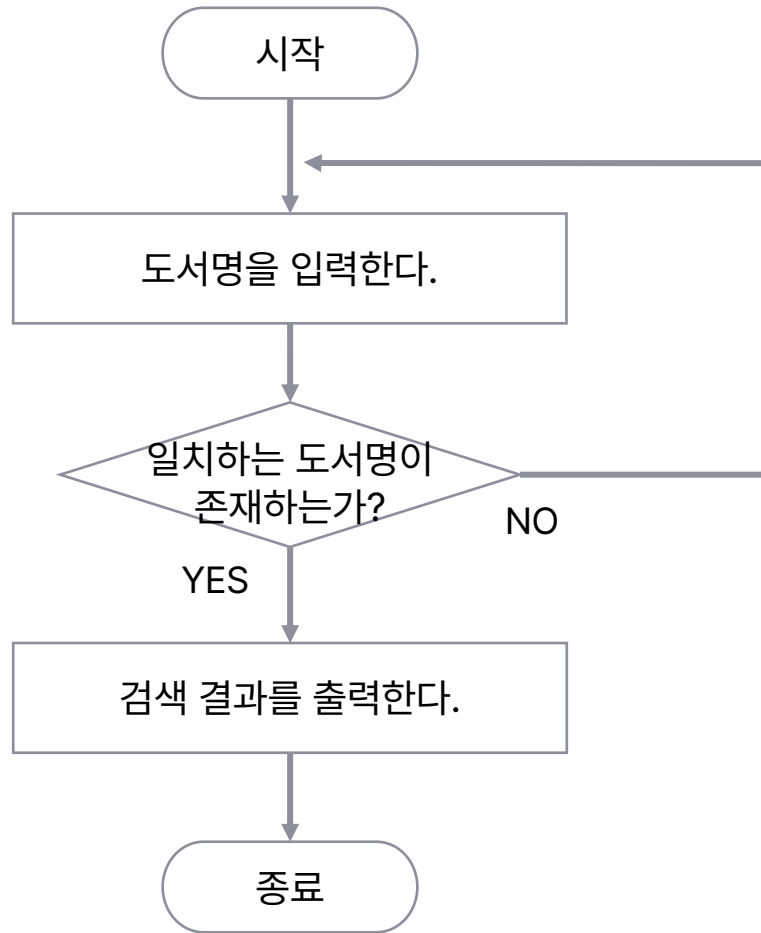 시작
도서명을 입력한다.
일치하는 도서명이
존재하는가?
NO
YES
검색 결과를 출력한다.
종료